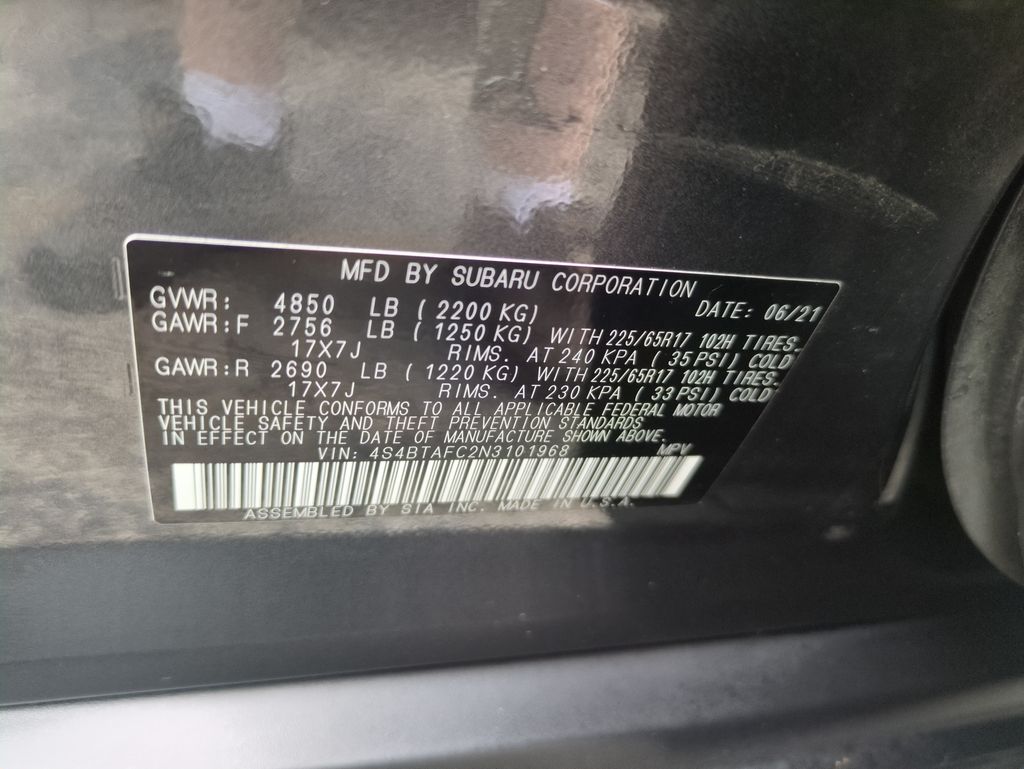 MFD BY SUBARU CORPORATION
GVWR: 4850 LB (2200 KG) DATE: 06/21
GAWR:F 2756 LB (1250 KG) WITH 225/65R17 102H TIRES.
17X7J RIMS. AT 240 KPA (35 PSI) COLD
GAWR:R 2690 LB (1220 KG) WITH 225/65R17 102H TIRES.
17X7J RIMS. AT 230 KPA (33 PSI) COLD
THIS VEHICLE CONFORMS TO ALL APPLICABLE FEDERAL MOTOR
VEHICLE SAFETY AND THEFT PREVENTION STANDARDS
IN EFFECT ON THE DATE OF MANUFACTURE SHOWN ABOVE.
VIN: 4S4BTAFC2N3101968 MPV
ASSEMBLED BY SIA INC. MADE IN U.S.A.